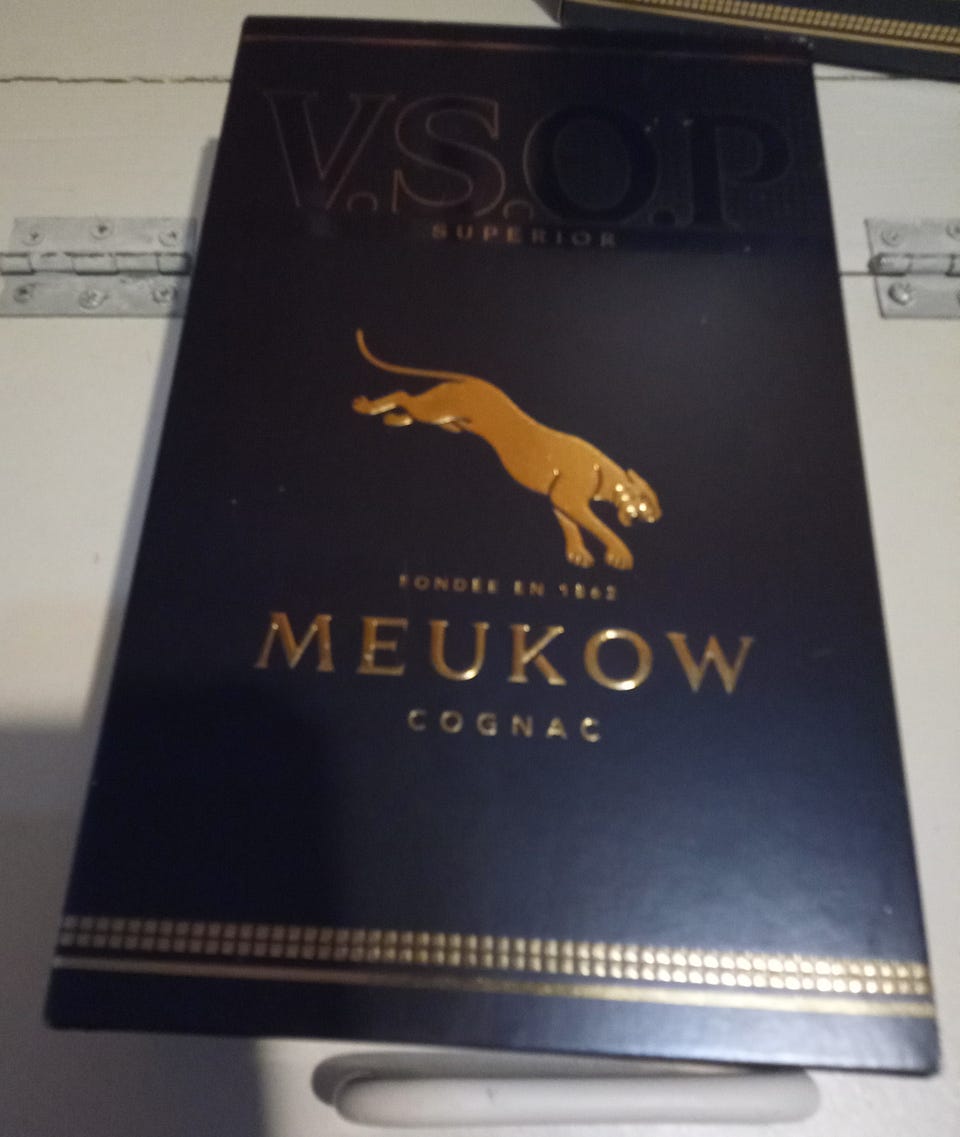 V.S.O.P
SUPERIOR
FONDÉE EN 1862
MEUKOW
COGNAC